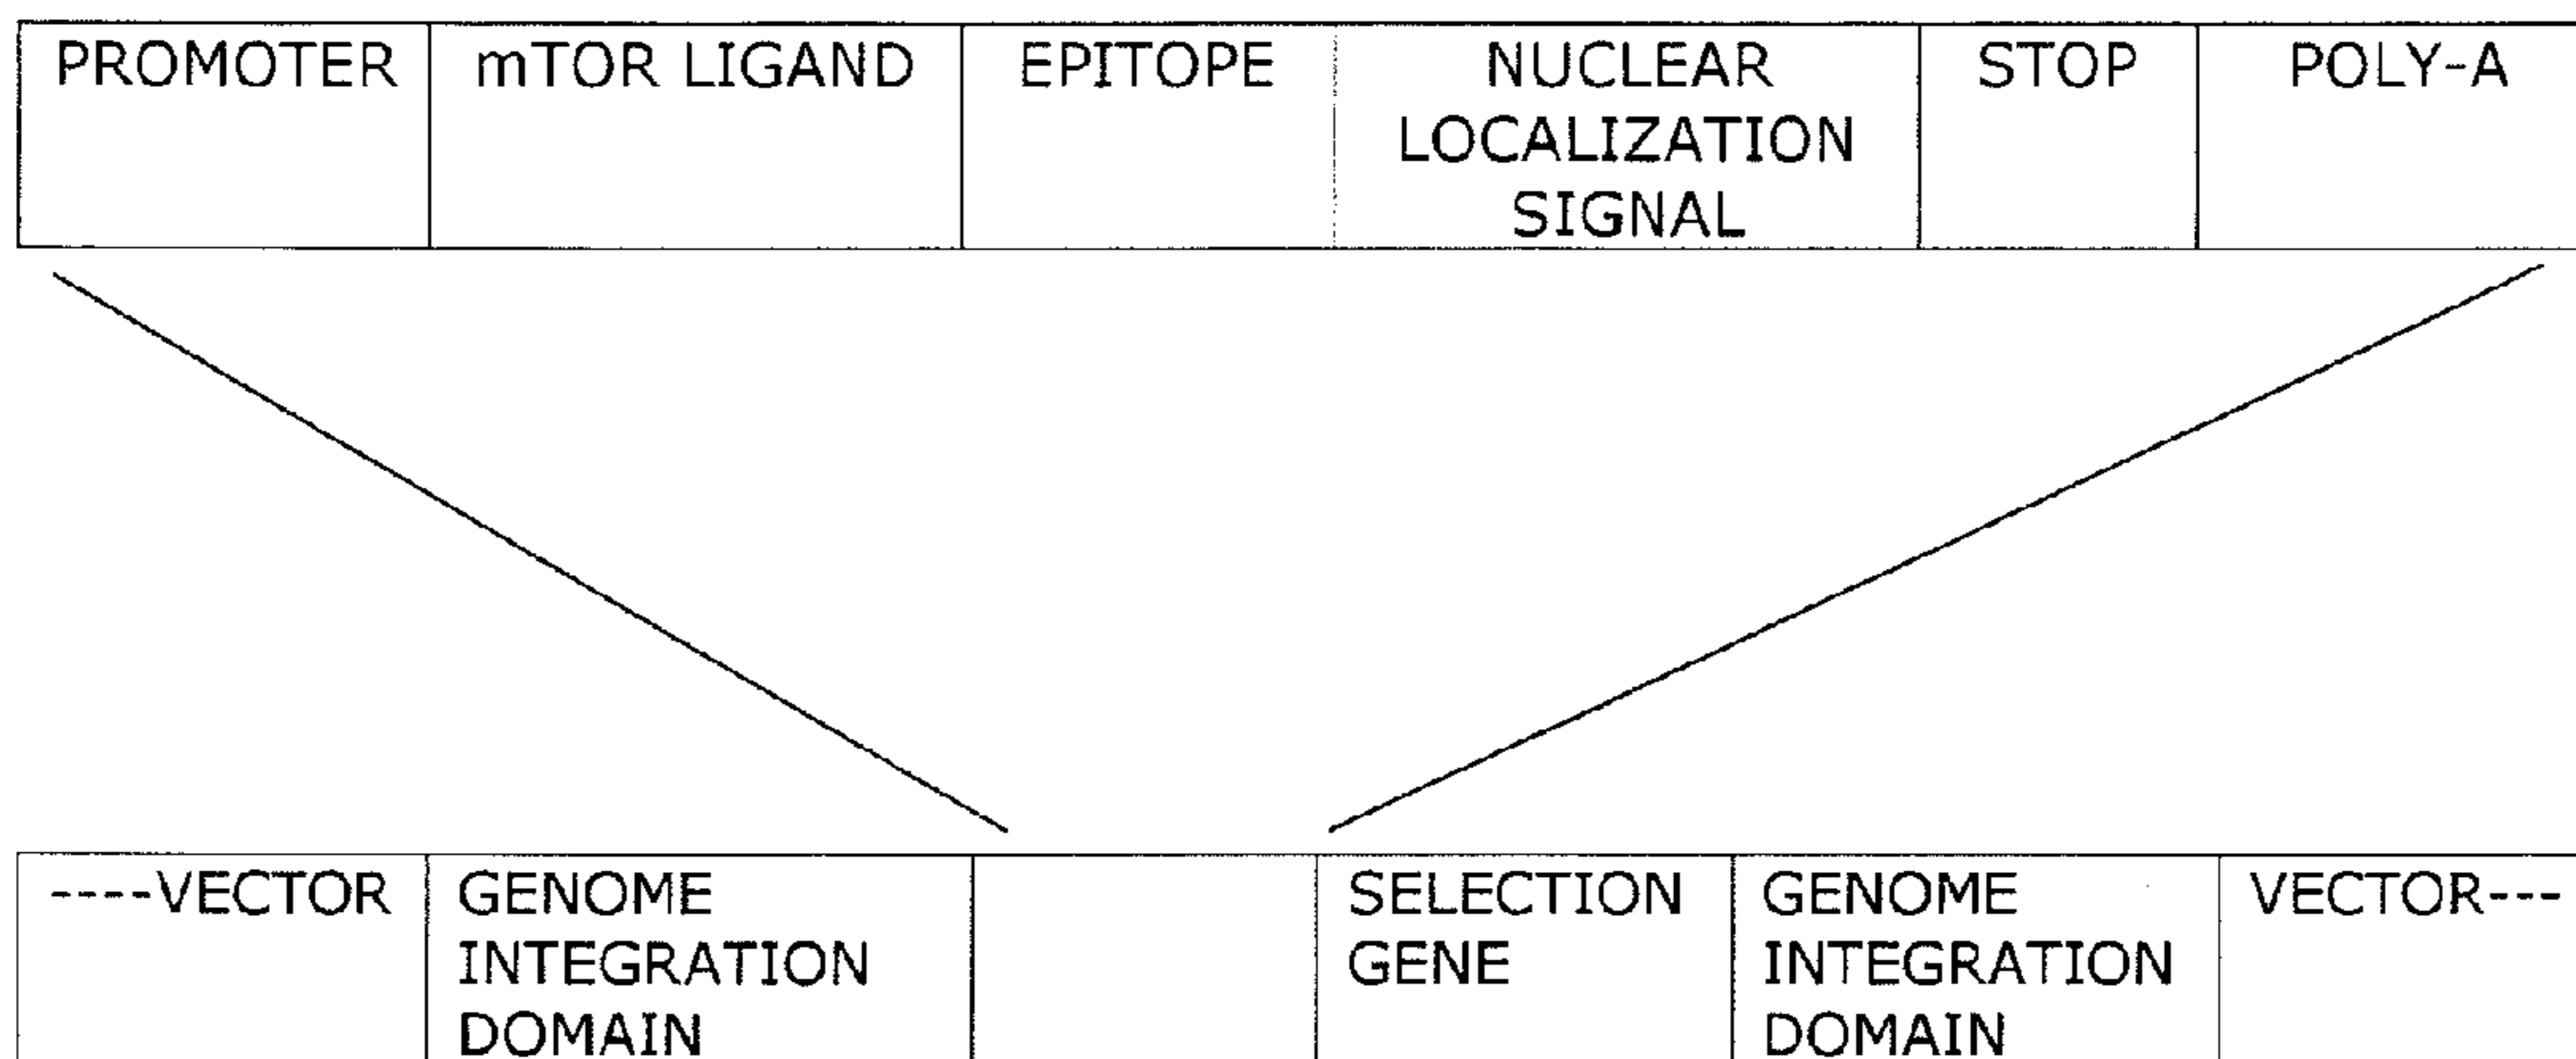 PROMOTER
mTOR LIGAND
EPITOPE
NUCLEAR
LOCALIZATION
SIGNAL
STOP
POLY-A
----VECTOR
GENOME
INTEGRATION
DOMAIN
SELECTION
GENE
GENOME
INTEGRATION
DOMAIN
VECTOR---